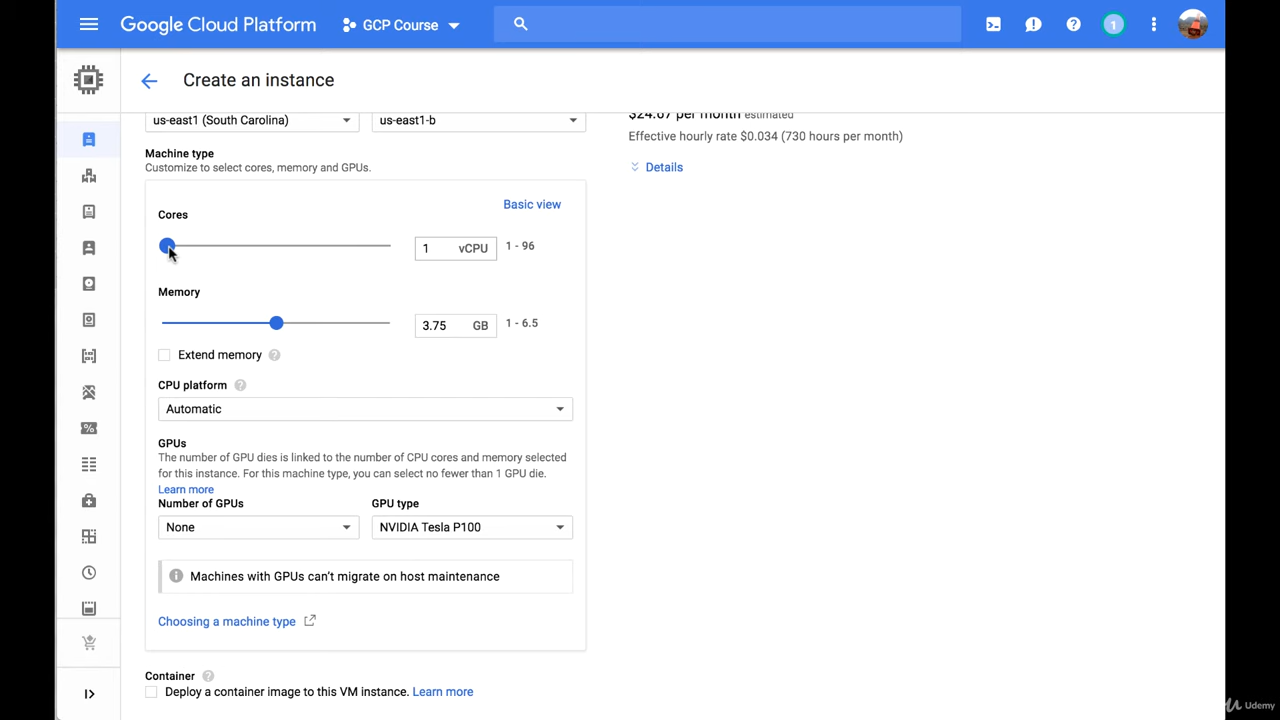 Google Cloud Platform
GCP Course
1
Create an instance
us-east1 (South Carolina)
us-east1-b
$24.67 per month estimated
Effective hourly rate $0.034 (730 hours per month)
Details
Machine type
Customize to select cores, memory and GPUs.
Basic view
Cores
1 vCPU
1 - 96
Memory
3.75 GB
1 - 6.5
Extend memory
CPU platform
Automatic
GPUs
The number of GPU dies is linked to the number of CPU cores and memory selected
for this instance. For this machine type, you can select no fewer than 1 GPU die.
Learn more
Number of GPUs
GPU type
None
NVIDIA Tesla P100
Machines with GPUs can't migrate on host maintenance
Choosing a machine type
Container
Deploy a container image to this VM instance. Learn more
Udemy